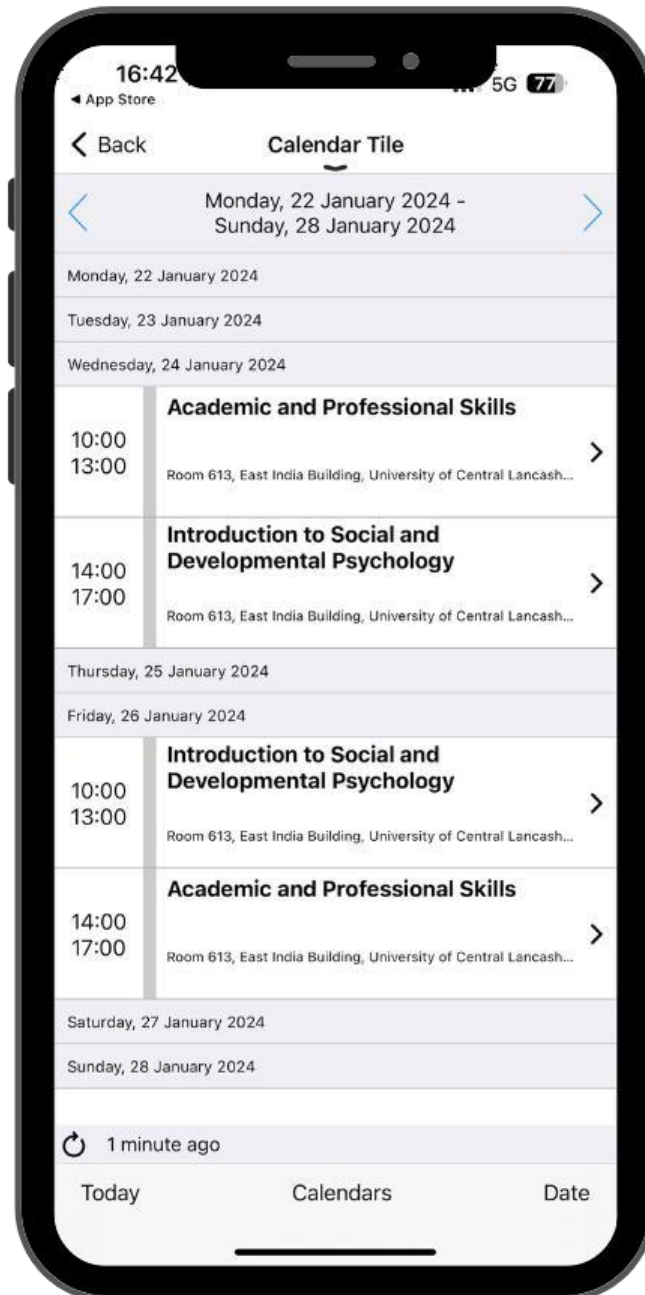 16:42
5G 77
◀ App Store
Back
Calendar Tile
Monday, 22 January 2024 -
Sunday, 28 January 2024
Monday, 22 January 2024
Tuesday, 23 January 2024
Wednesday, 24 January 2024
10:00
13:00
Academic and Professional Skills
Room 613, East India Building, University of Central Lancash...
14:00
17:00
Introduction to Social and
Developmental Psychology
Room 613, East India Building, University of Central Lancash...
Thursday, 25 January 2024
Friday, 26 January 2024
10:00
13:00
Introduction to Social and
Developmental Psychology
Room 613, East India Building, University of Central Lancash...
14:00
17:00
Academic and Professional Skills
Room 613, East India Building, University of Central Lancash...
Saturday, 27 January 2024
Sunday, 28 January 2024
1 minute ago
Today
Calendars
Date